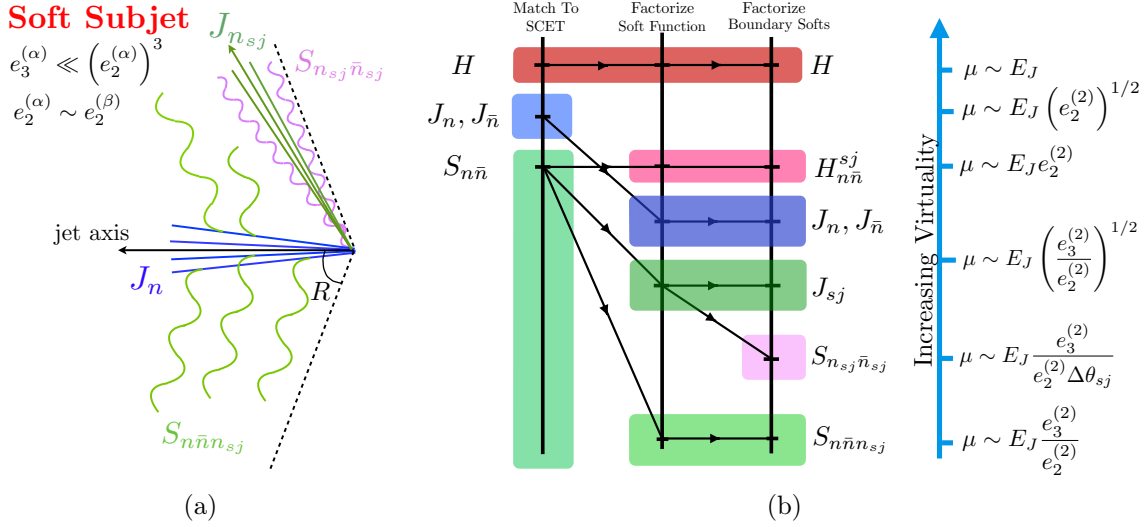 Soft Subjet
e_3^{(α)} ≪ (e_2^{(α)})^3
e_2^{(α)} ∼ e_2^{(β)}
J_{n_{sj}}
S_{n_{sj} n̄_{sj}}
jet axis
J_n
R
S_{n n̄ n_{sj}}
(a)
Match To
SCET
Factorize
Soft Function
Factorize
Boundary Softs
H
H
J_n, J_{n̄}
S_{n n̄}
H_{n n̄}^{sj}
J_n, J_{n̄}
J_{sj}
S_{n_{sj} n̄_{sj}}
S_{n n̄ n_{sj}}
Increasing Virtuality
μ ∼ E_J
μ ∼ E_J (e_2^{(2)})^{1/2}
μ ∼ E_J e_2^{(2)}
μ ∼ E_J (e_3^{(2)} / e_2^{(2)})^{1/2}
μ ∼ E_J e_3^{(2)} / e_2^{(2)} Δθ_{sj}
μ ∼ E_J e_3^{(2)} / e_2^{(2)}
(b)